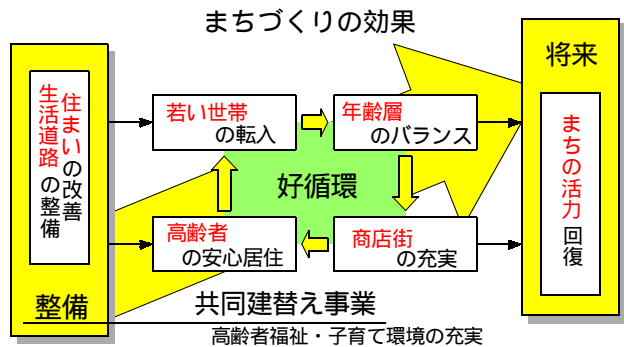 まちづくりの効果
将来
住まいの改善
生活道路の整備
若い世帯
の転入
年齢層
のバランス
まちの活力
回復
好循環
高齢者
の安心居住
商店街
の充実
整備
共同建替え事業
高齢者福祉・子育て環境の充実